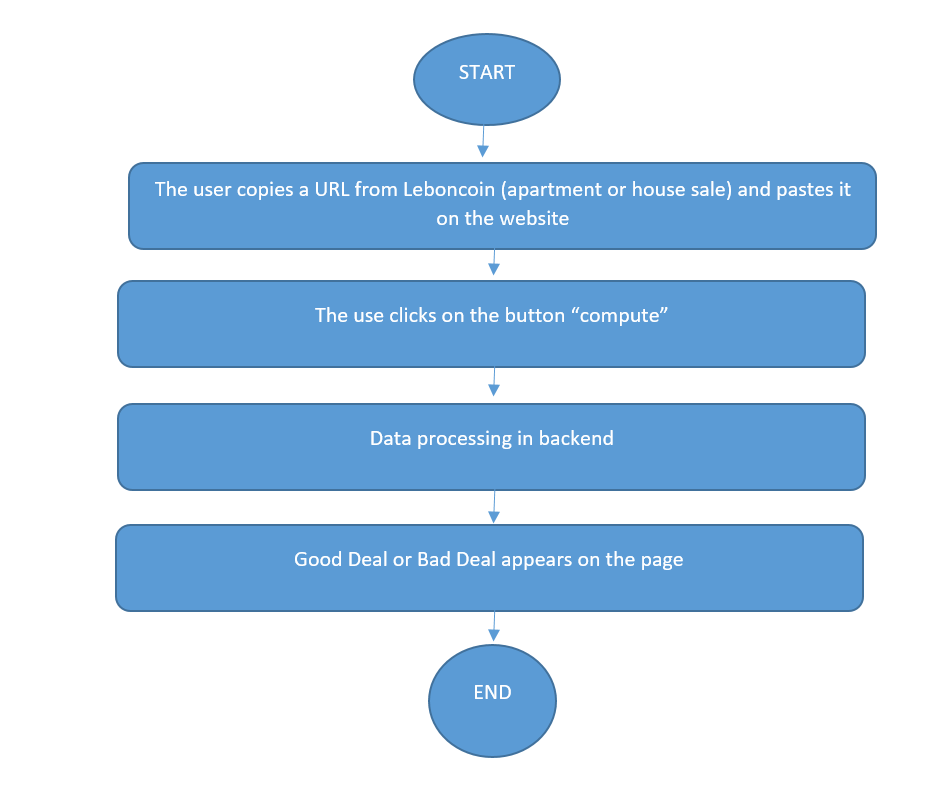 START
The user copies a URL from Leboncoin (apartment or house sale) and pastes it
on the website
The use clicks on the button “compute”
Data processing in backend
Good Deal or Bad Deal appears on the page
END